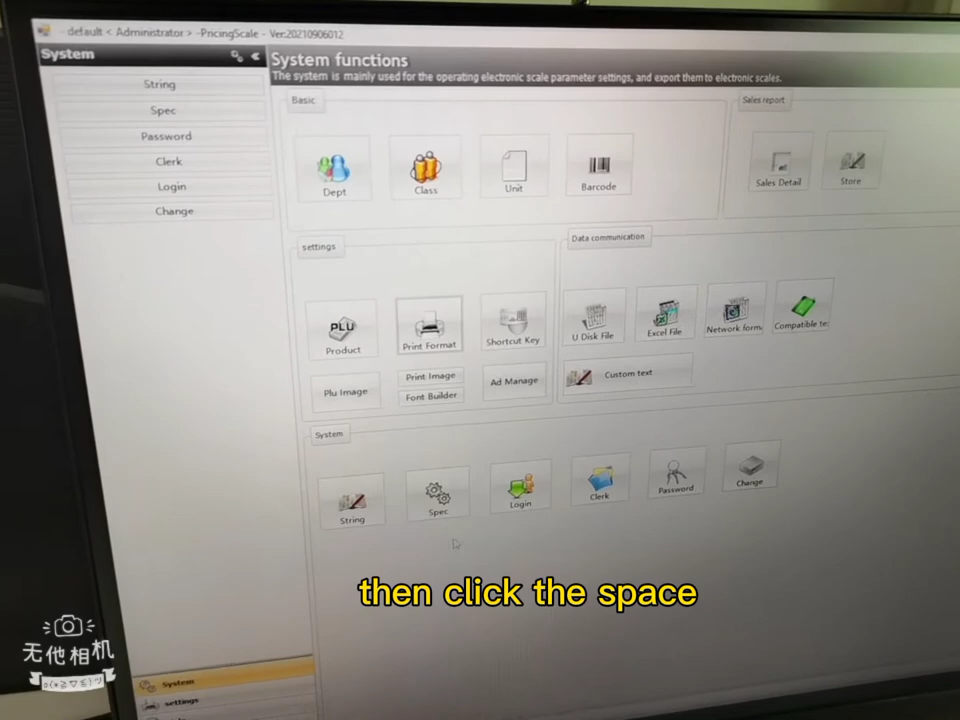 default < Administrator > -PricingScale - Ver:20210906012
System
String
Spec
Password
Clerk
Login
Change
System functions
The system is mainly used for the operating electronic scale parameter settings, and export them to electronic scales.
Basic
Dept
Class
Unit
Barcode
Sales report
Sales Detail
Store
settings
PLU
Product
Print Format
Shortcut Key
Plu Image
Print Image
Font Builder
Ad Manage
Data communication
U Disk File
Excel File
Network form
Compatible te
Custom text
System
String
Spec
Login
Clerk
Password
Change
then click the space
无他相机
System
settings